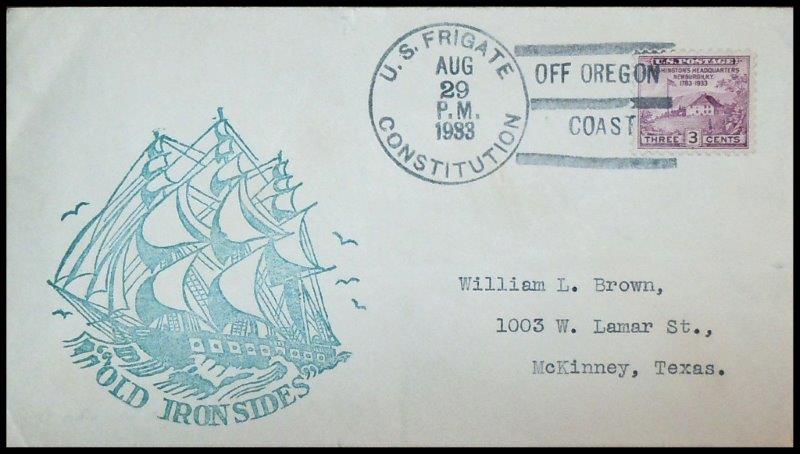 U.S. FRIGATE
AUG
29
P.M.
1933
CONSTITUTION
OFF OREGON
COAST
U.S. POSTAGE
WASHINGTON'S HEADQUARTERS
NEWBURGH, N.Y.
1783-1933
THREE 3 CENTS
"OLD IRONSIDES"
William L. Brown,
1003 W. Lamar St.,
McKinney, Texas.